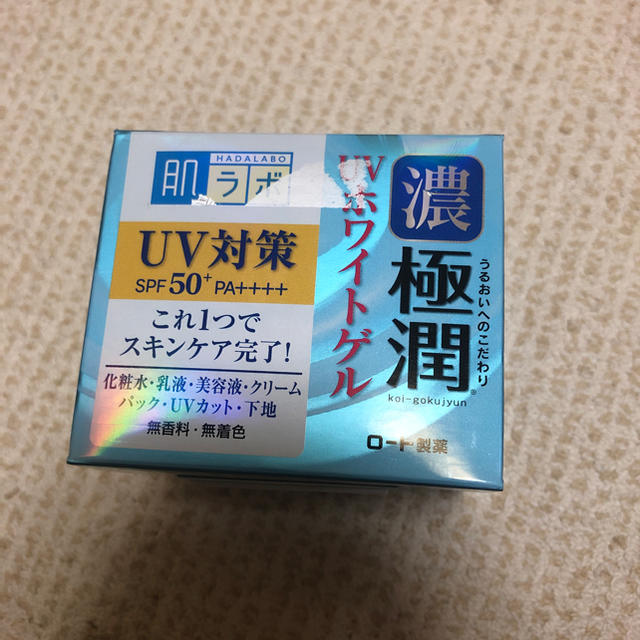 肌ラボ
HADALABO
UV対策
SPF 50+ PA++++
これ1つで
スキンケア完了!
化粧水・乳液・美容液・クリーム
パック・UVカット・下地
無香料・無着色
UVホワイトゲル
濃
極潤®
うるおいへのこだわり
koi-gokujyun
ロート製薬